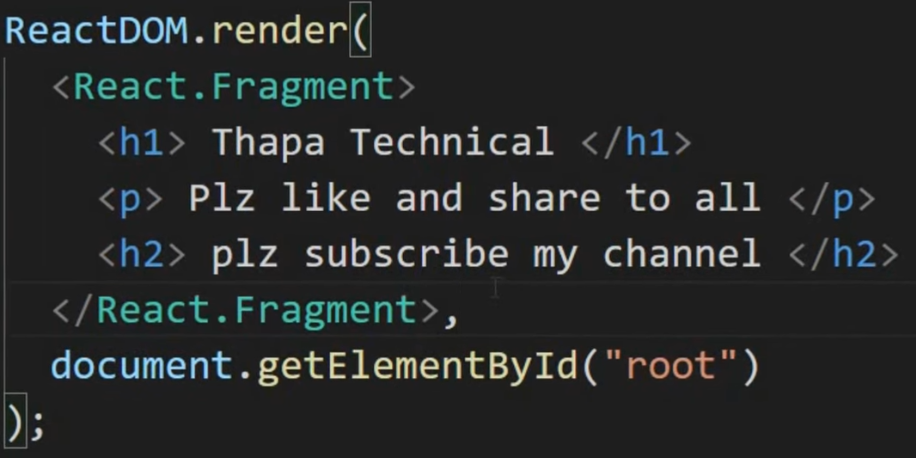 ReactDOM.render(
<React.Fragment>
<h1> Thapa Technical </h1>
<p> Plz like and share to all </p>
<h2> plz subscribe my channel </h2>
</React.Fragment>,
document.getElementById("root")
);